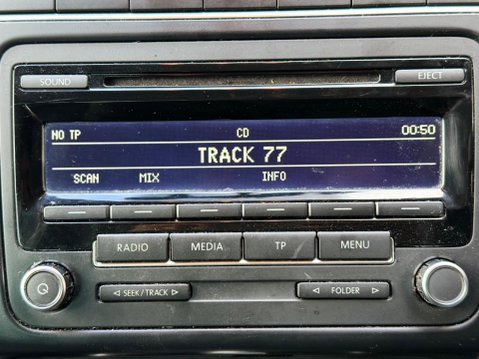 SOUND EJECT
NO TP CD 00:50
TRACK 77
SCAN MIX INFO
RADIO MEDIA TP MENU
SEEK/TRACK FOLDER